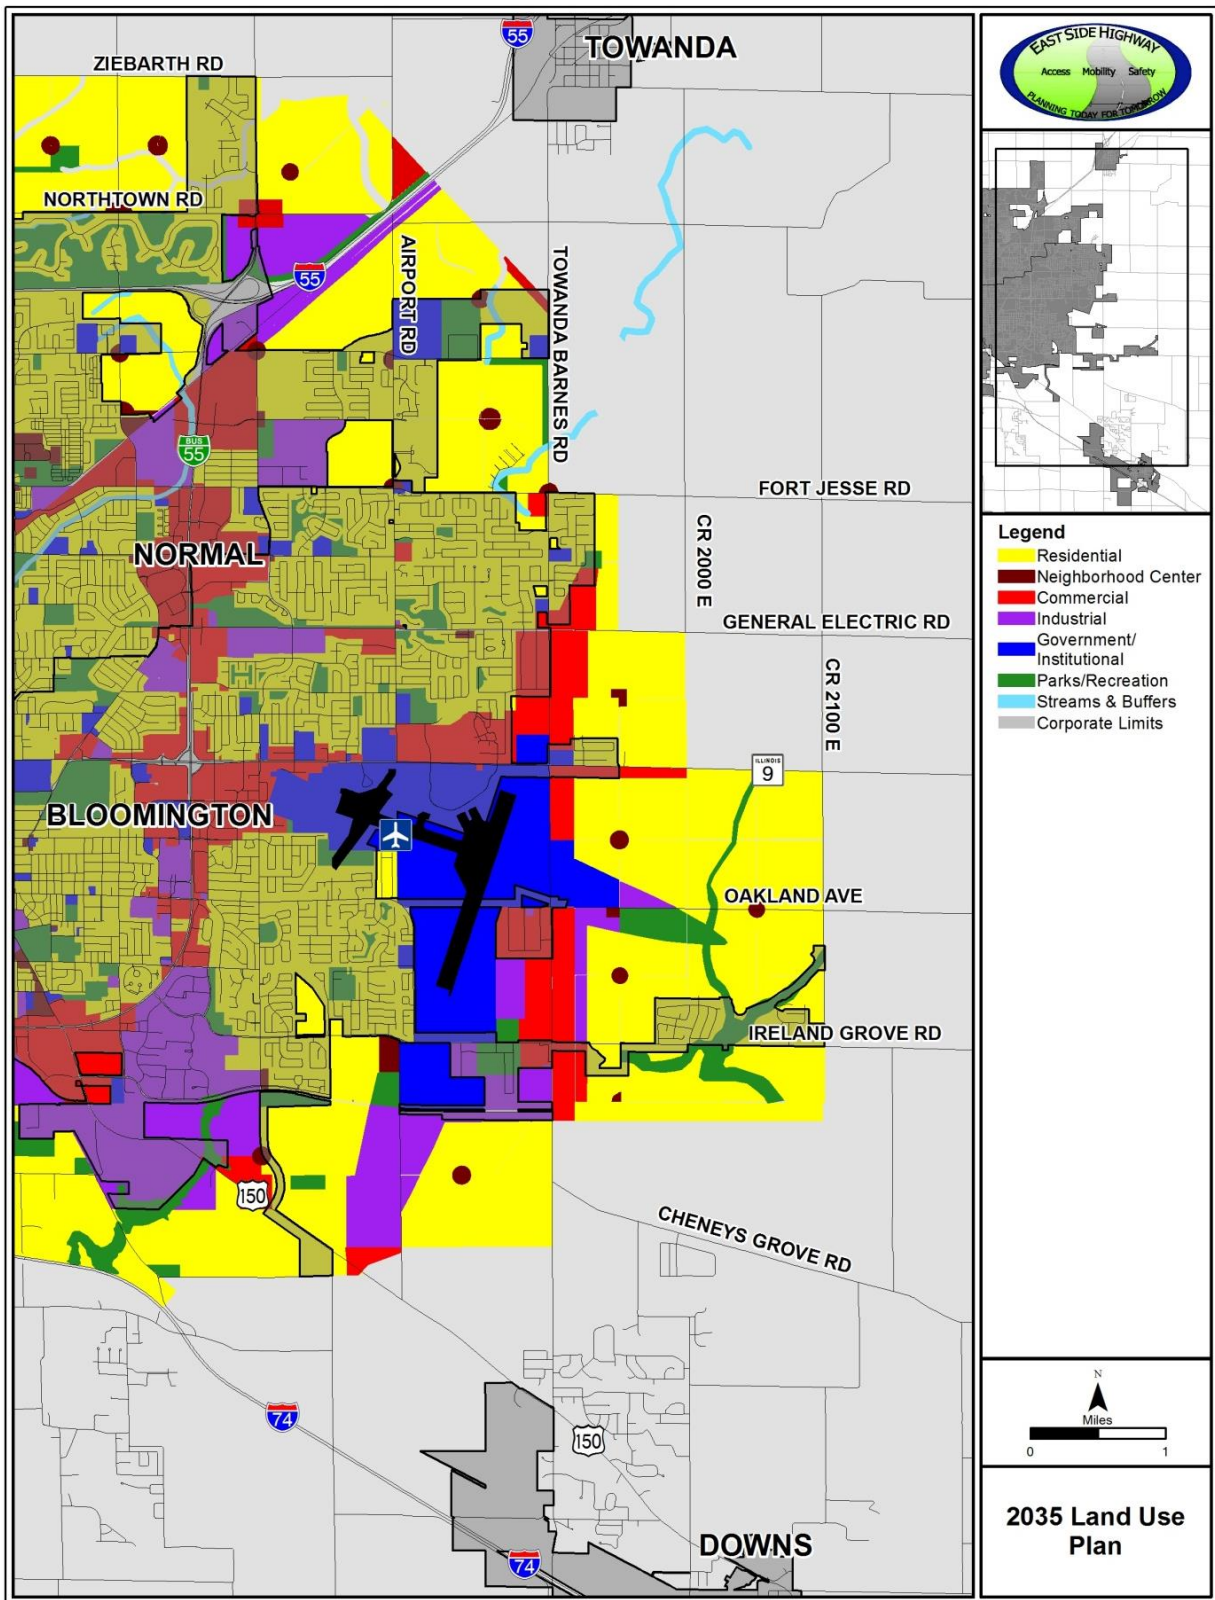 55
TOWANDA
ZIEBARTH RD
NORTHTOWN RD
55
AIRPORT RD
TOWANDA BARNES RD
BUS
55
FORT JESSE RD
NORMAL
CR 2000 E
GENERAL ELECTRIC RD
CR 2100 E
ILLINOIS
9
BLOOMINGTON
OAKLAND AVE
IRELAND GROVE RD
150
CHENEYS GROVE RD
74
150
DOWNS
74
EAST SIDE HIGHWAY
Access Mobility Safety
PLANNING TODAY FOR TOMORROW
Legend
Residential
Neighborhood Center
Commercial
Industrial
Government/
Institutional
Parks/Recreation
Streams & Buffers
Corporate Limits
N
Miles
0 1
2035 Land Use
Plan